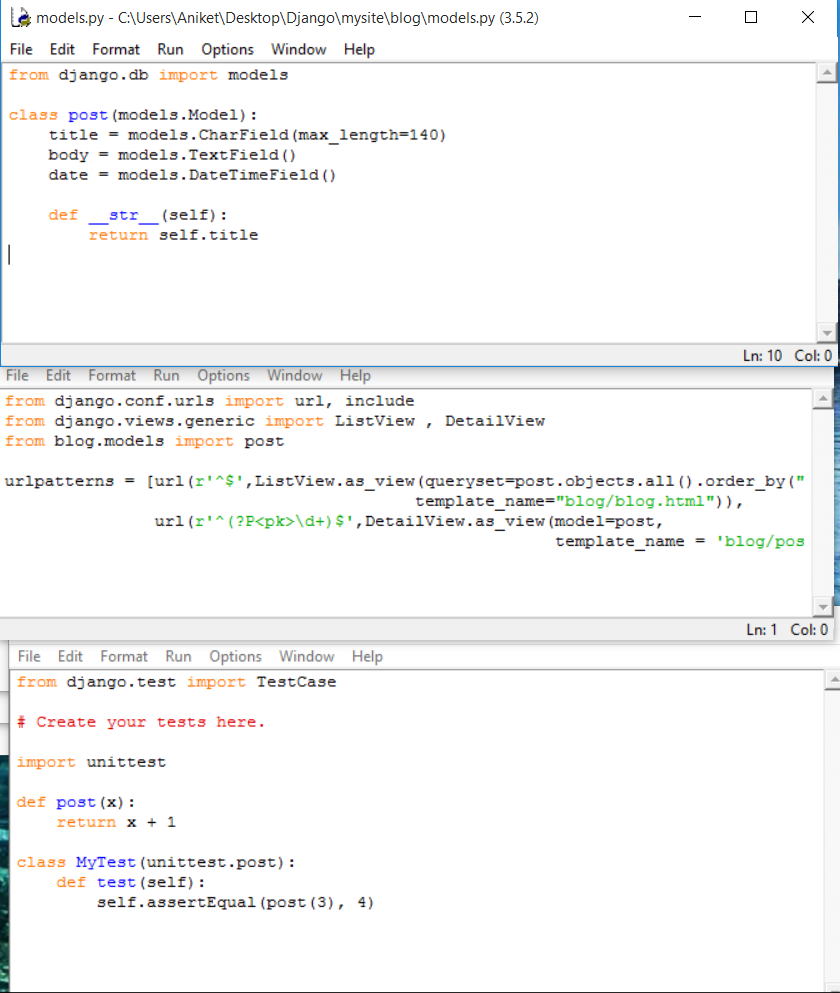 models.py - C:\Users\Aniket\Desktop\Django\mysite\blog\models.py (3.5.2)
File Edit Format Run Options Window Help
from django.db import models
class post(models.Model):
    title = models.CharField(max_length=140)
    body = models.TextField()
    date = models.DateTimeField()
    def __str__(self):
        return self.title
Ln: 10 Col: 0
File Edit Format Run Options Window Help
from django.conf.urls import url, include
from django.views.generic import ListView , DetailView
from blog.models import post
urlpatterns = [url(r'^$',ListView.as_view(queryset=post.objects.all().order_by("
                                         template_name="blog/blog.html")),
               url(r'^(?P<pk>\d+)$',DetailView.as_view(model=post,
                                                       template_name = 'blog/pos
Ln: 1 Col: 0
File Edit Format Run Options Window Help
from django.test import TestCase
# Create your tests here.
import unittest
def post(x):
    return x + 1
class MyTest(unittest.post):
    def test(self):
        self.assertEqual(post(3), 4)